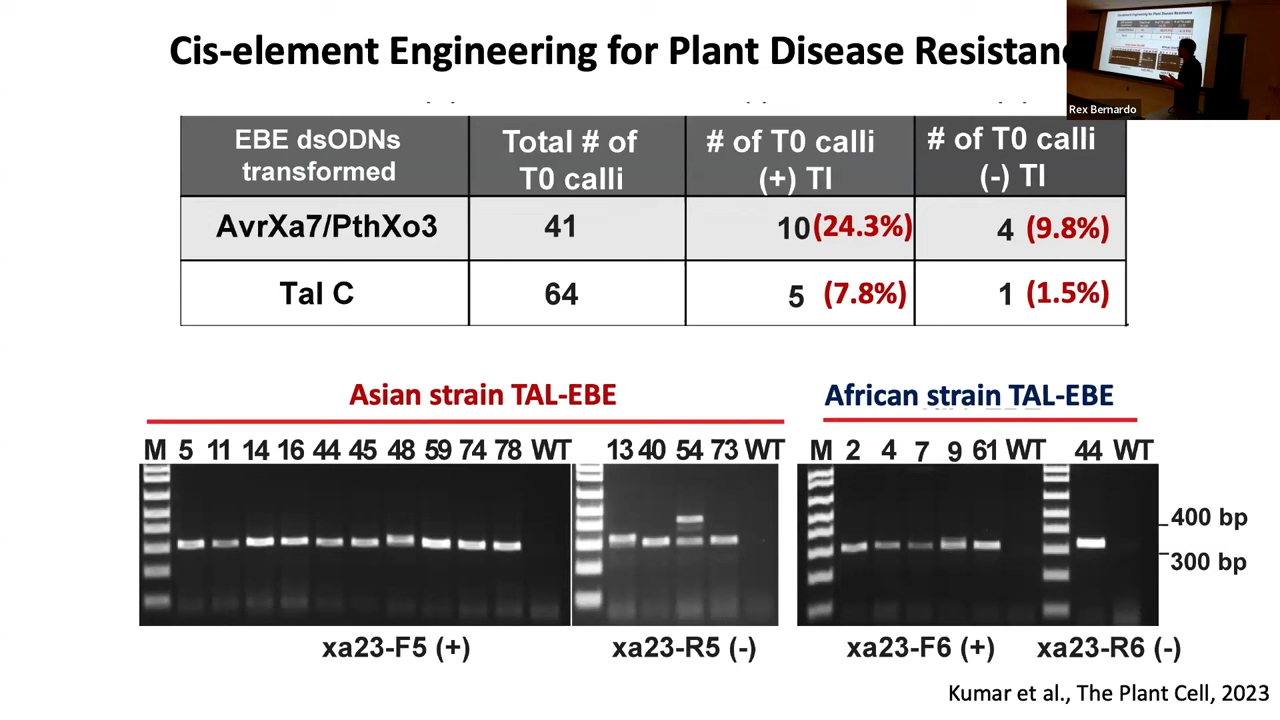 Cis-element Engineering for Plant Disease Resistanc
Rex Bernardo
EBE dsODNs transformed
Total # of T0 calli
# of T0 calli (+) TI
# of T0 calli (-) TI
AvrXa7/PthXo3 41 10 (24.3%) 4 (9.8%)
Tal C 64 5 (7.8%) 1 (1.5%)
Asian strain TAL-EBE
African strain TAL-EBE
M 5 11 14 16 44 45 48 59 74 78 WT 13 40 54 73 WT
M 2 4 7 9 61 WT 44 WT
400 bp
300 bp
xa23-F5 (+)
xa23-R5 (-)
xa23-F6 (+)
xa23-R6 (-)
Kumar et al., The Plant Cell, 2023